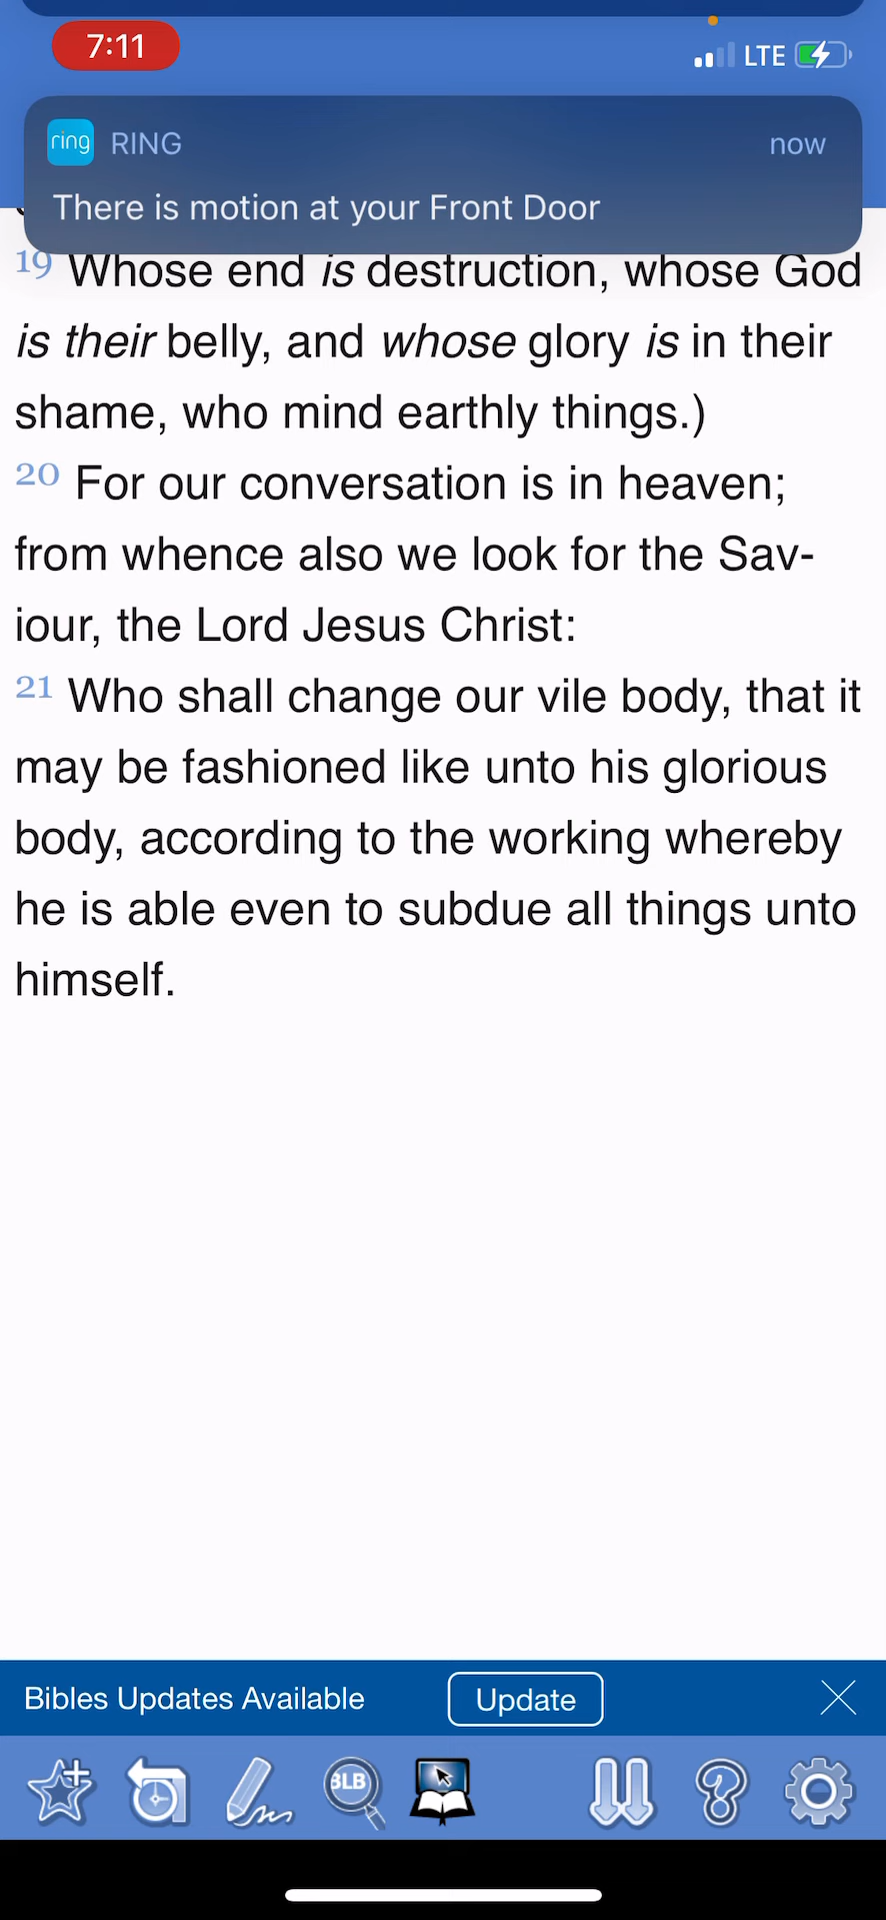 7:11 LTE
ring RING now
There is motion at your Front Door
19 Whose end is destruction, whose God
is their belly, and whose glory is in their
shame, who mind earthly things.)
20 For our conversation is in heaven;
from whence also we look for the Sav-
iour, the Lord Jesus Christ:
21 Who shall change our vile body, that it
may be fashioned like unto his glorious
body, according to the working whereby
he is able even to subdue all things unto
himself.
Bibles Updates Available Update
BLB